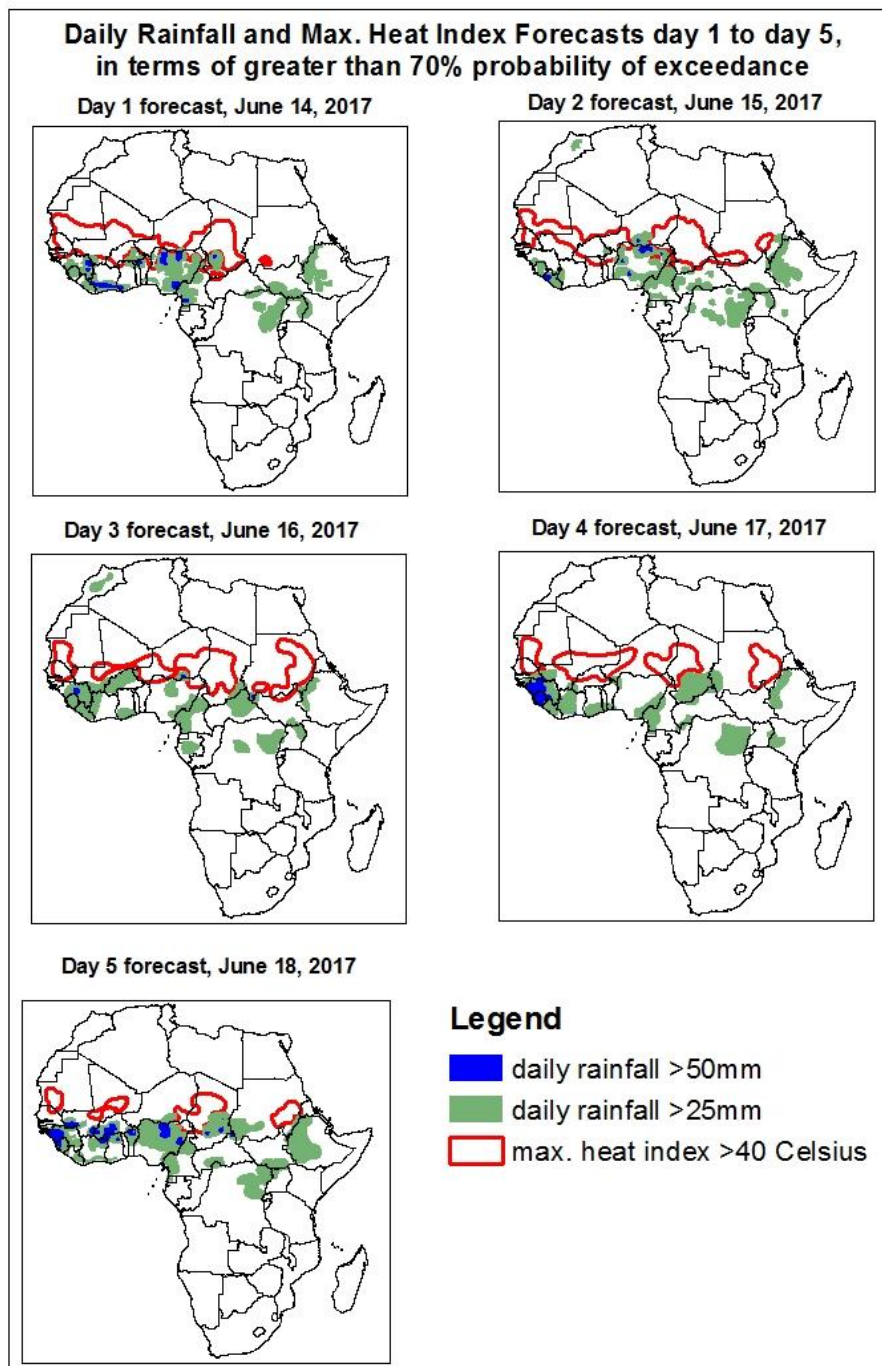 Daily Rainfall and Max. Heat Index Forecasts day 1 to day 5,
in terms of greater than 70% probability of exceedance
Day 1 forecast, June 14, 2017
Day 2 forecast, June 15, 2017
Day 3 forecast, June 16, 2017
Day 4 forecast, June 17, 2017
Day 5 forecast, June 18, 2017
Legend
daily rainfall >50mm
daily rainfall >25mm
max. heat index >40 Celsius